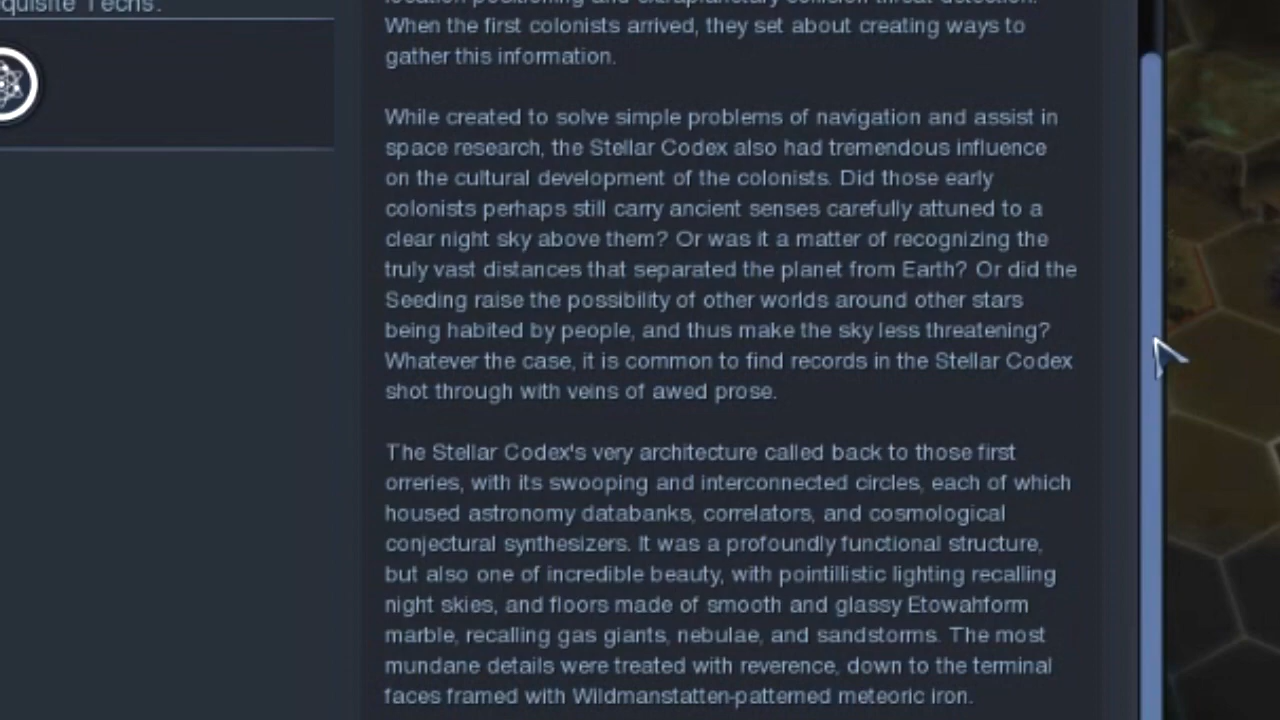 quisite Techs:
location positioning and extraplanetary collision threat detection.
When the first colonists arrived, they set about creating ways to
gather this information.
While created to solve simple problems of navigation and assist in
space research, the Stellar Codex also had tremendous influence
on the cultural development of the colonists. Did those early
colonists perhaps still carry ancient senses carefully attuned to a
clear night sky above them? Or was it a matter of recognizing the
truly vast distances that separated the planet from Earth? Or did the
Seeding raise the possibility of other worlds around other stars
being habited by people, and thus make the sky less threatening?
Whatever the case, it is common to find records in the Stellar Codex
shot through with veins of awed prose.
The Stellar Codex's very architecture called back to those first
orreries, with its swooping and interconnected circles, each of which
housed astronomy databanks, correlators, and cosmological
conjectural synthesizers. It was a profoundly functional structure,
but also one of incredible beauty, with pointillistic lighting recalling
night skies, and floors made of smooth and glassy Etowahform
marble, recalling gas giants, nebulae, and sandstorms. The most
mundane details were treated with reverence, down to the terminal
faces framed with Wildmanstatten-patterned meteoric iron.